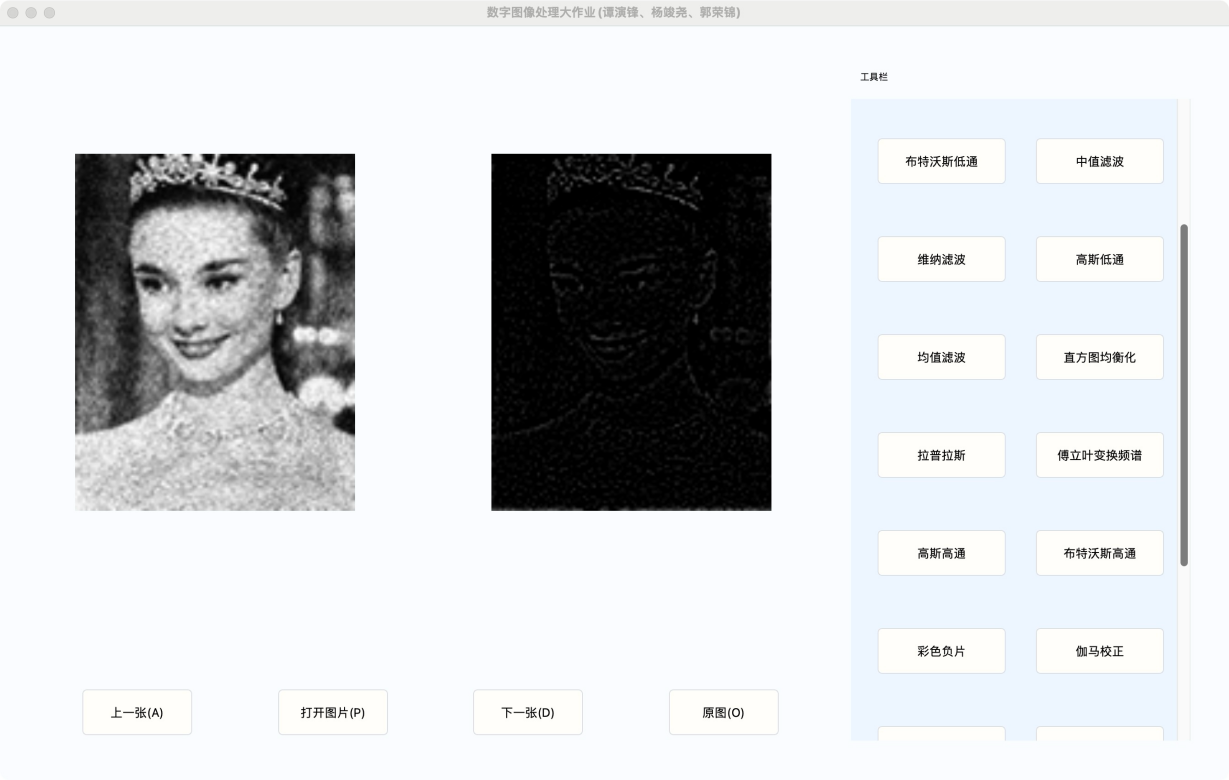 数字图像处理大作业(谭演锋、杨竣尧、郭荣锦)
工具栏
布特沃斯低通 中值滤波
维纳滤波 高斯低通
均值滤波 直方图均衡化
拉普拉斯 傅立叶变换频谱
高斯高通 布特沃斯高通
彩色负片 伽马校正
上一张(A) 打开图片(P) 下一张(D) 原图(O)